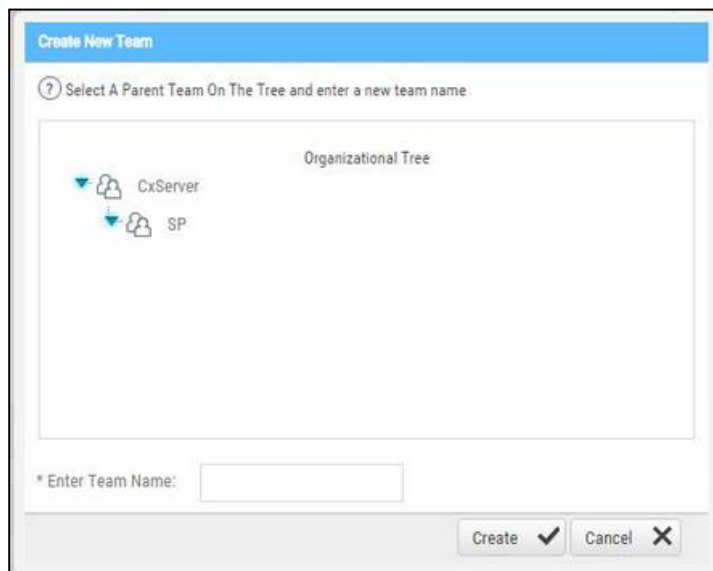 Create New Team
? Select A Parent Team On The Tree and enter a new team name
Organizational Tree
CxServer
SP
* Enter Team Name:
Create
Cancel